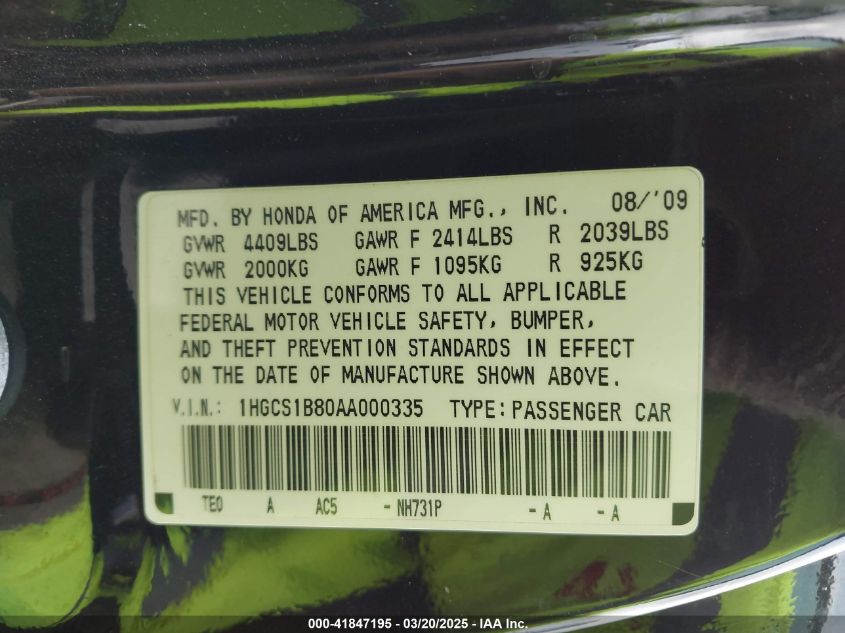 MFD. BY HONDA OF AMERICA MFG., INC. 08/'09
GVWR 4409LBS GAWR F 2414LBS R 2039LBS
GVWR 2000KG GAWR F 1095KG R 925KG
THIS VEHICLE CONFORMS TO ALL APPLICABLE
FEDERAL MOTOR VEHICLE SAFETY, BUMPER,
AND THEFT PREVENTION STANDARDS IN EFFECT
ON THE DATE OF MANUFACTURE SHOWN ABOVE.
V.I.N.: 1HGCS1B80AA000335 TYPE: PASSENGER CAR
TE0 A AC5 - NH731P - A - A
000-41847195 - 03/20/2025 - IAA Inc.